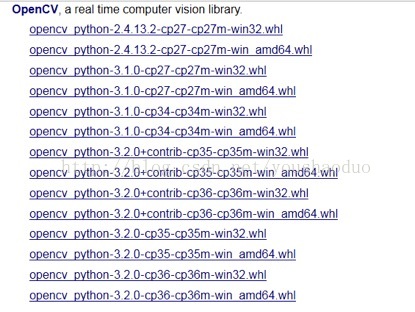 OpenCV, a real time computer vision library.
opencv_python-2.4.13.2-cp27-cp27m-win32.whl
opencv_python-2.4.13.2-cp27-cp27m-win_amd64.whl
opencv_python-3.1.0-cp27-cp27m-win32.whl
opencv_python-3.1.0-cp27-cp27m-win_amd64.whl
opencv_python-3.1.0-cp34-cp34m-win32.whl
opencv_python-3.1.0-cp34-cp34m-win_amd64.whl
opencv_python-3.2.0+contrib-cp35-cp35m-win32.whl
http://blog.csdn.net/youchaoduo
opencv_python-3.2.0+contrib-cp35-cp35m-win_amd64.whl
opencv_python-3.2.0+contrib-cp36-cp36m-win32.whl
opencv_python-3.2.0+contrib-cp36-cp36m-win_amd64.whl
opencv_python-3.2.0-cp35-cp35m-win32.whl
opencv_python-3.2.0-cp35-cp35m-win_amd64.whl
opencv_python-3.2.0-cp36-cp36m-win32.whl
opencv_python-3.2.0-cp36-cp36m-win_amd64.whl